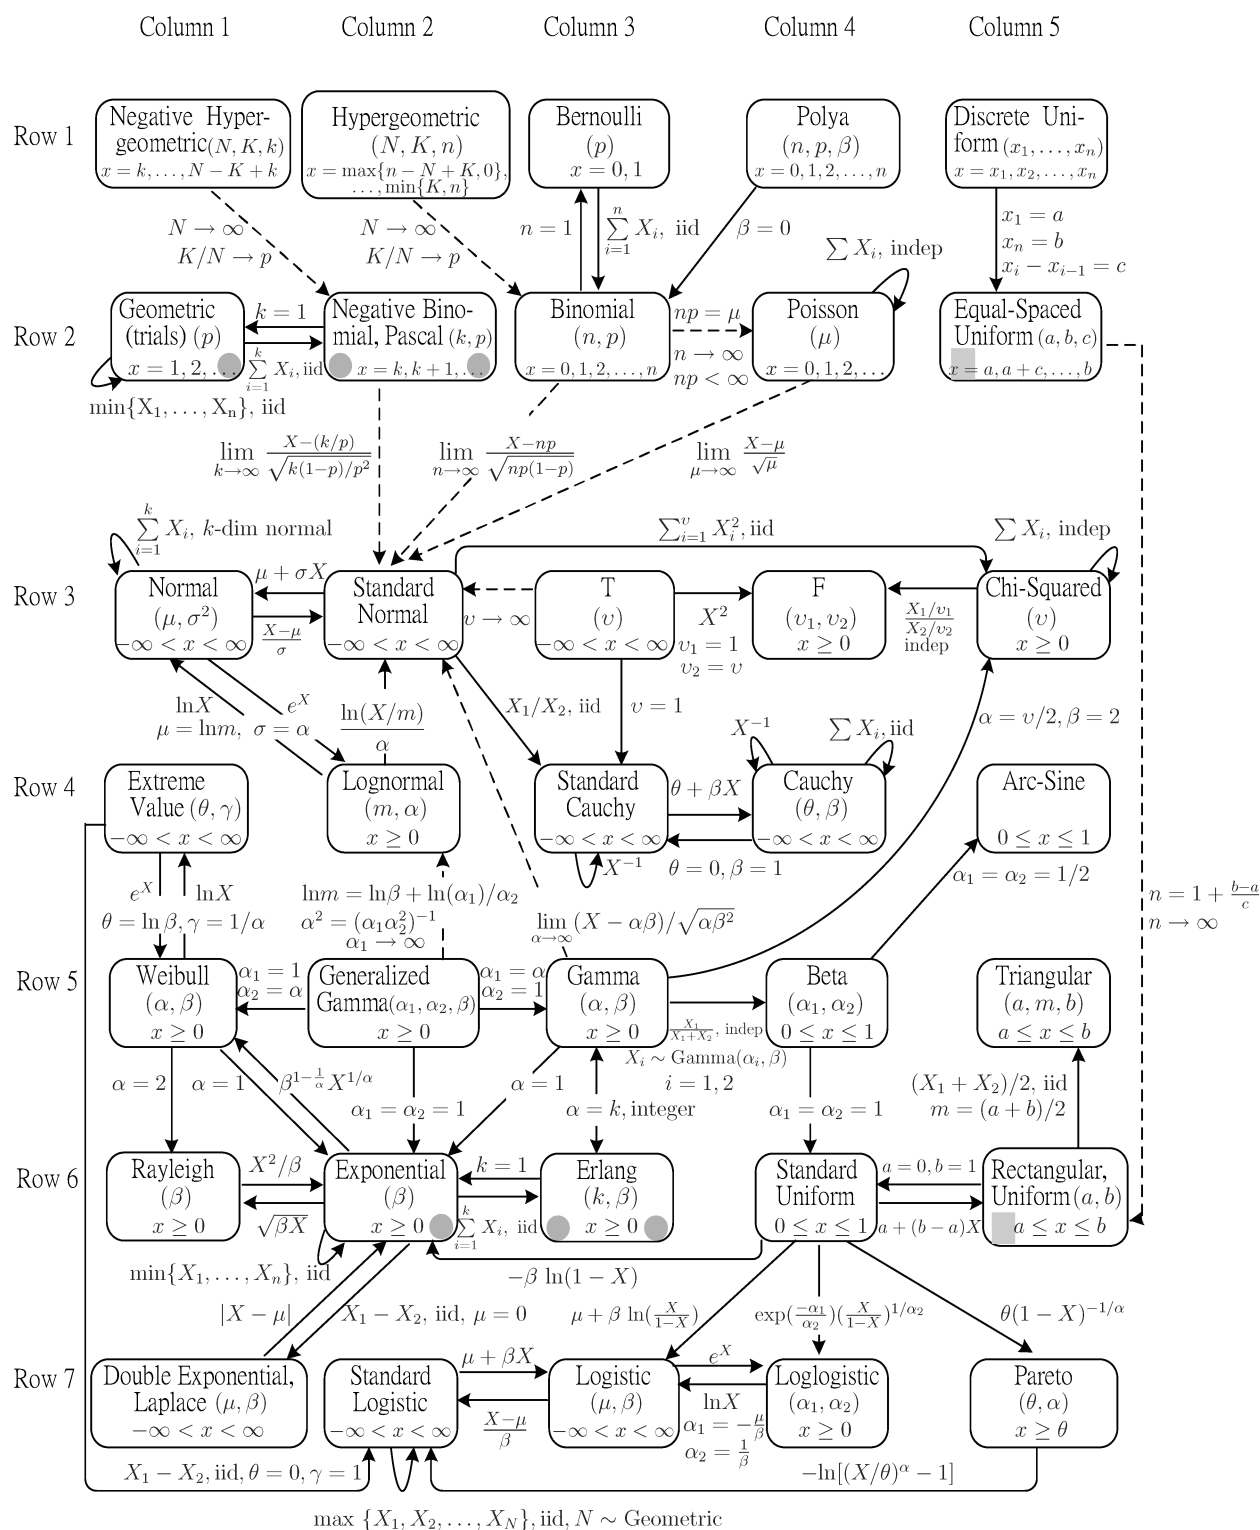 Column 1 Column 2 Column 3 Column 4 Column 5
Row 1
Negative Hyper-
geometric(N, K, k)
x = k, . . . , N − K + k
Hypergeometric
(N, K, n)
x = max{n − N + K, 0},
. . . , min{K, n}
Bernoulli
(p)
x = 0, 1
Polya
(n, p, β)
x = 0, 1, 2, . . . , n
Discrete Uni-
form (x₁, . . . , xₙ)
x = x₁, x₂, . . . , xₙ
N → ∞
K/N → p
N → ∞
K/N → p
n = 1
∑ⁿᵢ₌₁ Xᵢ, iid
β = 0
∑ Xᵢ, indep
x₁ = a
xₙ = b
xᵢ − xᵢ₋₁ = c
Row 2
Geometric
(trials) (p)
x = 1, 2, . . .
k = 1
∑ᵏᵢ₌₁ Xᵢ, iid
Negative Bino-
mial, Pascal (k, p)
x = k, k + 1, . . .
Binomial
(n, p)
x = 0, 1, 2, . . . , n
np = μ
n → ∞
np < ∞
Poisson
(μ)
x = 0, 1, 2, . . .
Equal-Spaced
Uniform (a, b, c)
x = a, a + c, . . . , b
min{X₁, . . . , Xₙ}, iid
lim k→∞ (X−(k/p))/√(k(1−p)/p²)
lim n→∞ (X−np)/√(np(1−p))
lim μ→∞ (X−μ)/√μ
∑ᵏᵢ₌₁ Xᵢ, k-dim normal
∑ᵛᵢ₌₁ Xᵢ², iid
∑ Xᵢ, indep
Row 3
Normal
(μ, σ²)
−∞ < x < ∞
μ + σX
(X−μ)/σ
Standard
Normal
−∞ < x < ∞
υ → ∞
T
(υ)
−∞ < x < ∞
X²
υ₁ = 1
υ₂ = υ
F
(υ₁, υ₂)
x ≥ 0
(X₁/υ₁)/(X₂/υ₂)
indep
Chi-Squared
(υ)
x ≥ 0
lnX
μ = lnm, σ = α
e^X
ln(X/m)/α
X₁/X₂, iid
υ = 1
X⁻¹
∑ Xᵢ, iid
α = υ/2, β = 2
Row 4
Extreme
Value (θ, γ)
−∞ < x < ∞
Lognormal
(m, α)
x ≥ 0
Standard
Cauchy
−∞ < x < ∞
θ + βX
θ = 0, β = 1
Cauchy
(θ, β)
−∞ < x < ∞
Arc-Sine
0 ≤ x ≤ 1
X⁻¹
e^X
lnX
θ = ln β, γ = 1/α
lnm = lnβ + ln(α₁)/α₂
α² = (α₁α₂²)⁻¹
α₁ → ∞
lim α→∞ (X − αβ)/√(αβ²)
α₁ = α₂ = 1/2
n = 1 + (b−a)/c
n → ∞
Row 5
Weibull
(α, β)
x ≥ 0
α₁ = 1
α₂ = α
Generalized
Gamma(α₁, α₂, β)
x ≥ 0
α₁ = α
α₂ = 1
Gamma
(α, β)
x ≥ 0
X₁/(X₁+X₂), indep
Xᵢ ∼ Gamma(αᵢ, β)
i = 1, 2
Beta
(α₁, α₂)
0 ≤ x ≤ 1
Triangular
(a, m, b)
a ≤ x ≤ b
α = 2
α = 1
β^(1−1/α) X^(1/α)
α₁ = α₂ = 1
α = 1
α = k, integer
α₁ = α₂ = 1
(X₁ + X₂)/2, iid
m = (a + b)/2
Row 6
Rayleigh
(β)
x ≥ 0
X²/β
√(βX)
Exponential
(β)
x ≥ 0
k = 1
∑ᵏᵢ₌₁ Xᵢ, iid
Erlang
(k, β)
x ≥ 0
Standard
Uniform
0 ≤ x ≤ 1
a = 0, b = 1
a + (b − a)X
Rectangular,
Uniform (a, b)
a ≤ x ≤ b
min{X₁, . . . , Xₙ}, iid
−β ln(1 − X)
|X − μ|
X₁ − X₂, iid, μ = 0
μ + β ln(X/(1−X))
exp(−α₁/α₂)(X/(1−X))^(1/α₂)
θ(1 − X)^(−1/α)
Row 7
Double Exponential,
Laplace (μ, β)
−∞ < x < ∞
Standard
Logistic
−∞ < x < ∞
μ + βX
(X−μ)/β
Logistic
(μ, β)
−∞ < x < ∞
e^X
lnX
α₁ = −μ/β
α₂ = 1/β
Loglogistic
(α₁, α₂)
x ≥ 0
Pareto
(θ, α)
x ≥ θ
X₁ − X₂, iid, θ = 0, γ = 1
−ln[(X/θ)^α − 1]
max {X₁, X₂, . . . , X_N}, iid, N ∼ Geometric